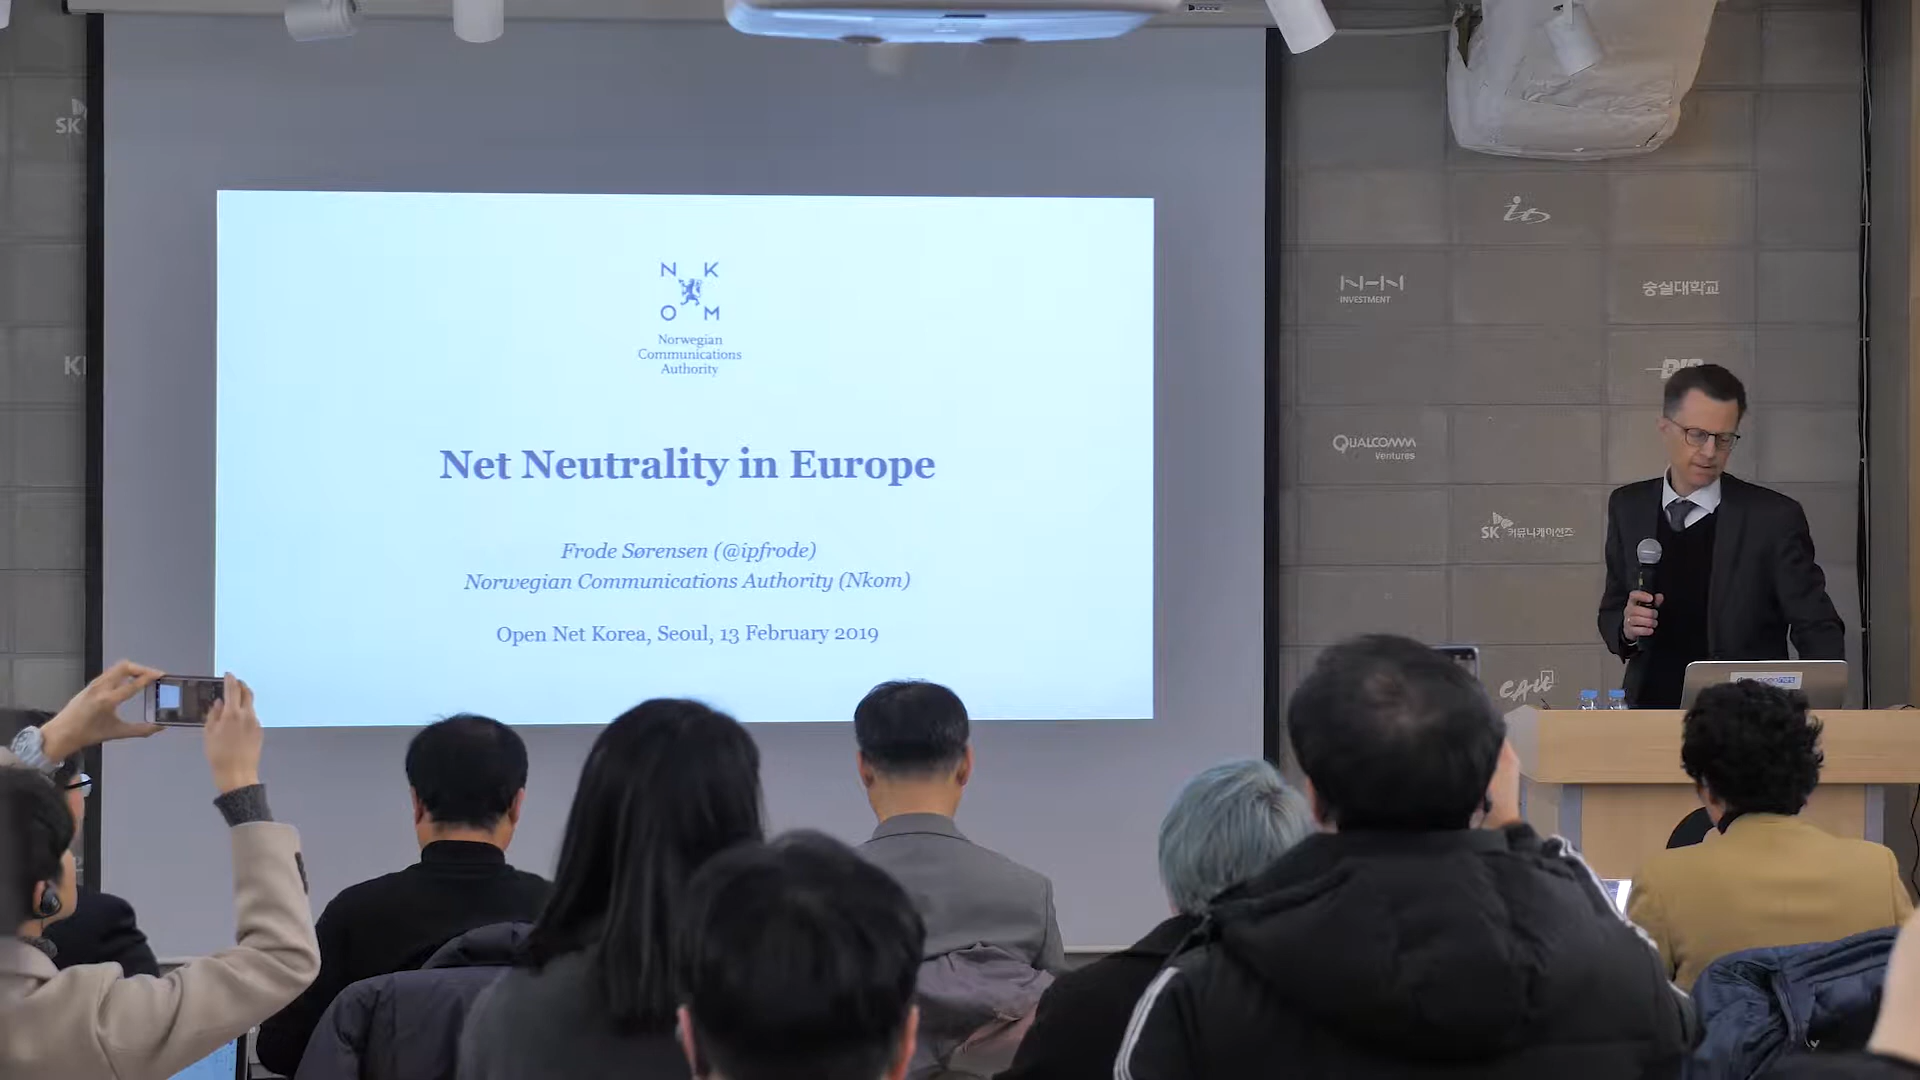 SK
N K
O M
Norwegian
Communications
Authority
Net Neutrality in Europe
Frode Sørensen (@ipfrode)
Norwegian Communications Authority (Nkom)
Open Net Korea, Seoul, 13 February 2019
INVESTMENT
숭실대학교
QUALCOMM
Ventures
SK 커뮤니케이션즈
CAU